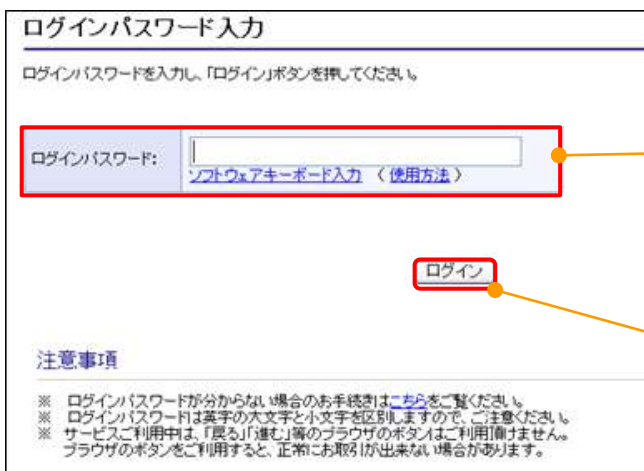 ログインパスワード入力
ログインパスワードを入力し、「ログイン」ボタンを押してください。
ログインパスワード:
ソフトウェアキーボード入力 （使用方法）
ログイン
注意事項
※ ログインパスワードが分からない場合のお手続きはこちらをご覧ください。
※ ログインパスワードは英字の大文字と小文字を区別しますので、ご注意ください。
※ サービスご利用中は、「戻る」「進む」等のブラウザのボタンはご利用頂けません。
ブラウザのボタンをご利用すると、正常にお取引が出来ない場合があります。